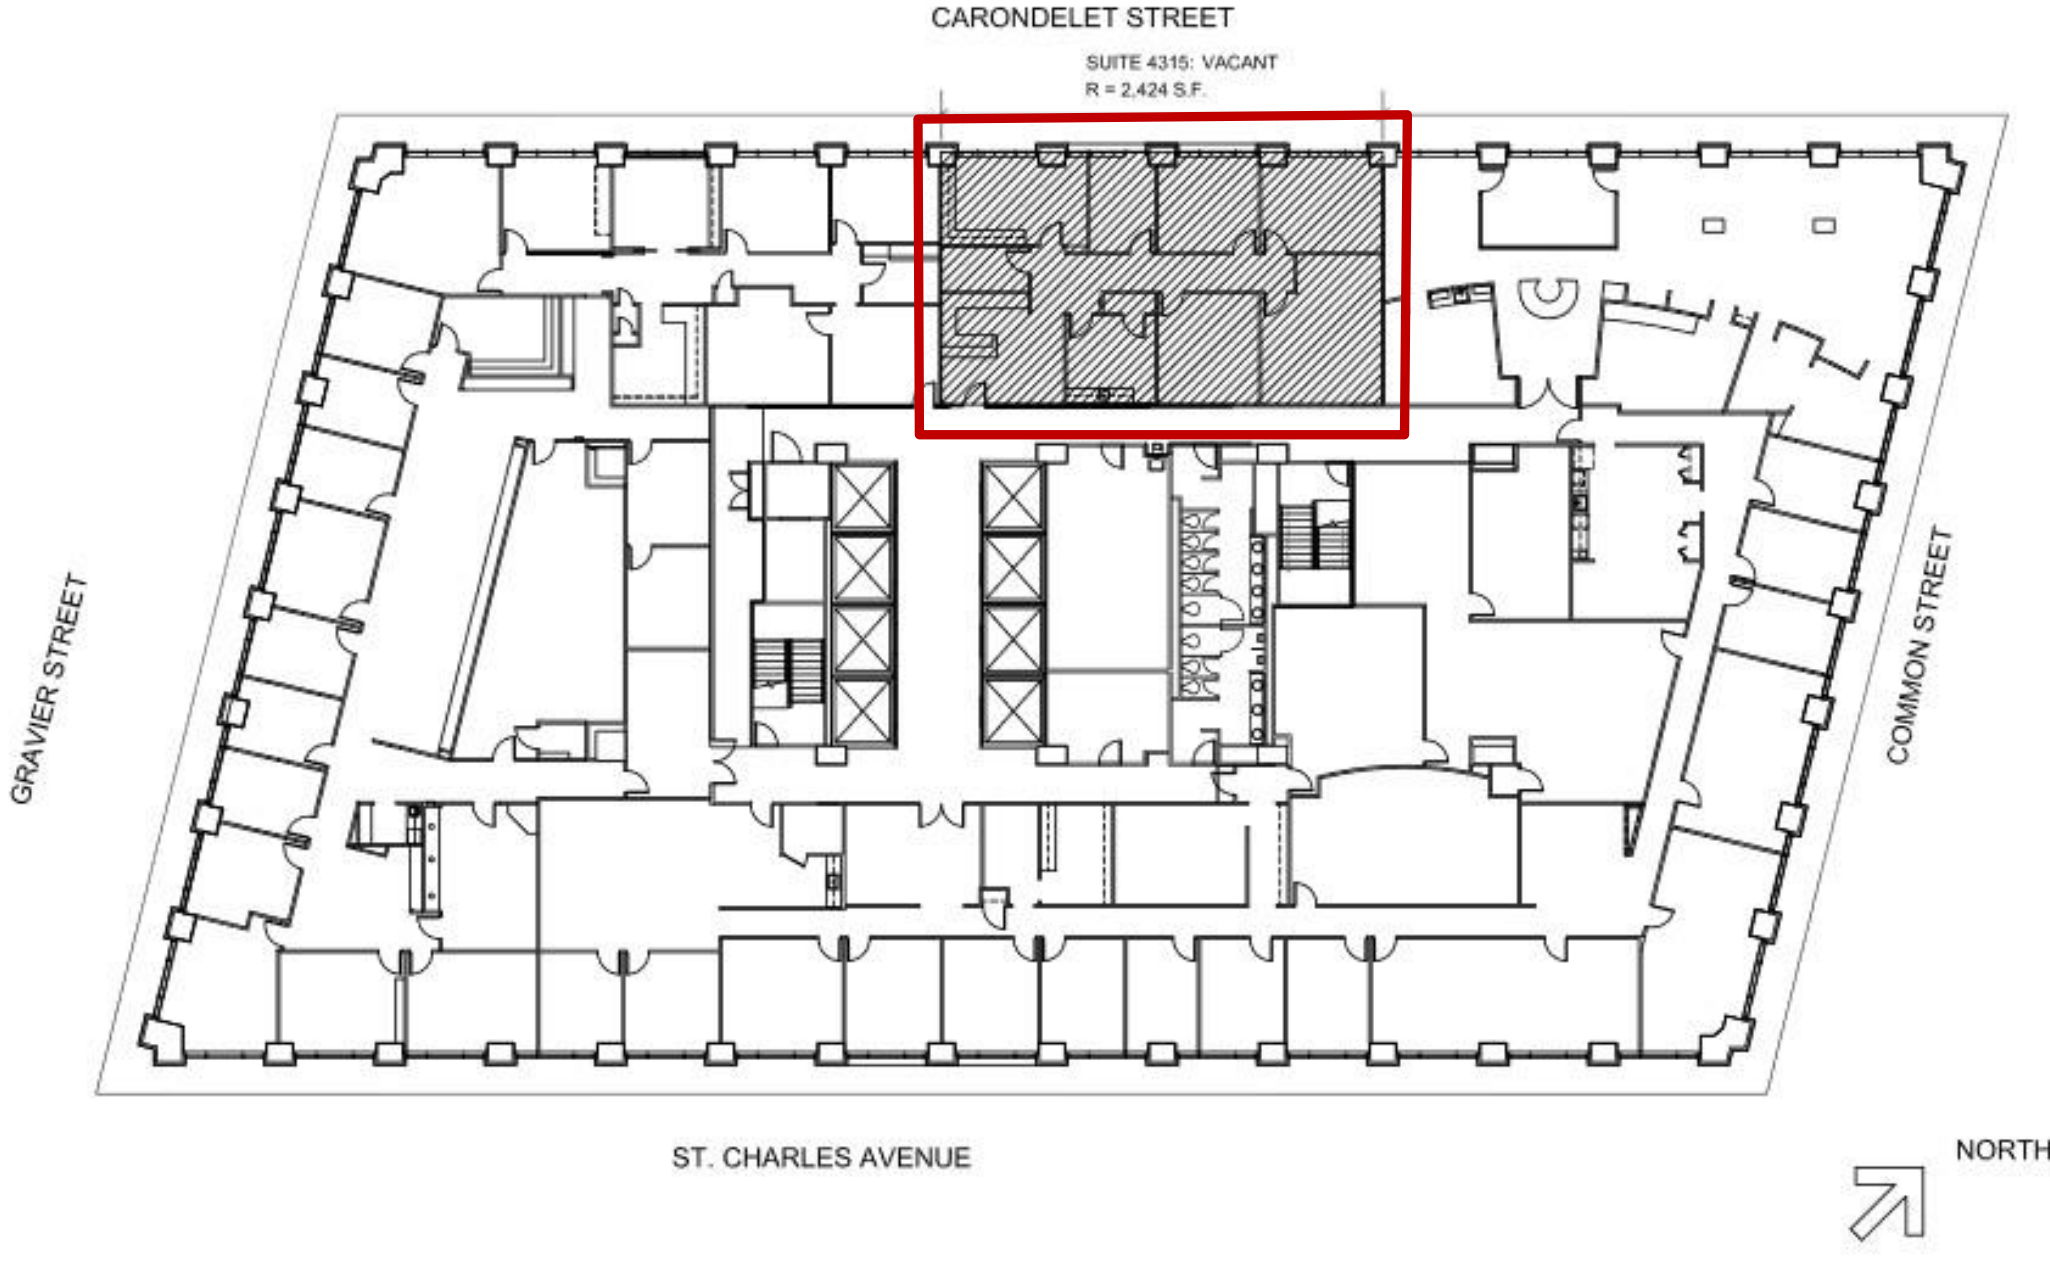 CARONDELET STREET
SUITE 4315: VACANT
R = 2,424 S.F.
GRAVIER STREET
COMMON STREET
ST. CHARLES AVENUE
NORTH